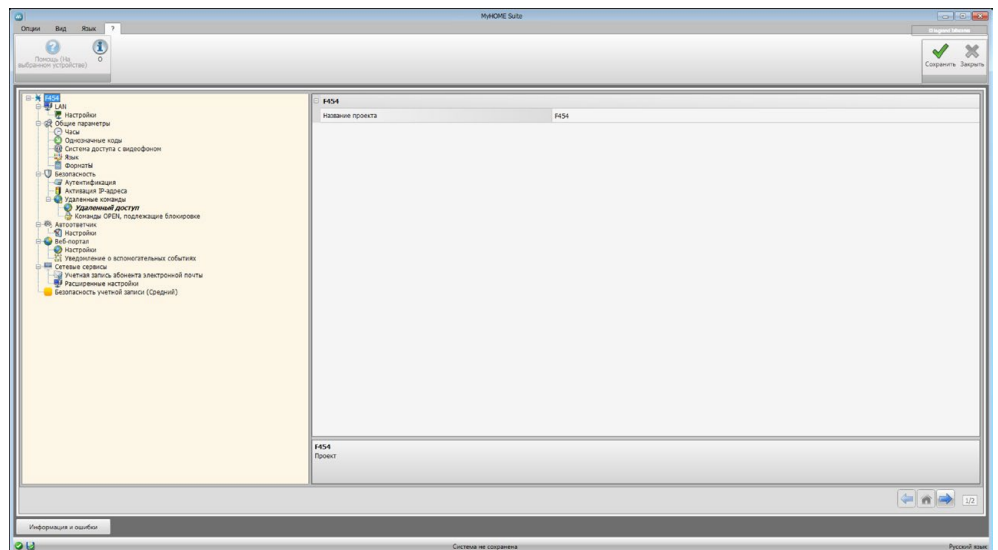 MyHOME Suite
Опции Вид Язык ?
Помощь (На выбранном устройстве)
О
Сохранить Закрыть
F454
LAN
Настройки
Общие параметры
Часы
Однозначные коды
Система доступа с видеофоном
Язык
Форматы
Безопасность
Аутентификация
Активация IP-адреса
Удаленные команды
Удаленный доступ
Команды OPEN, подлежащие блокировке
Автоответчик
Настройки
Веб-портал
Настройки
Уведомление о вспомогательных событиях
Сетевые сервисы
Учетная запись абонента электронной почты
Расширенные настройки
Безопасность учетной записи (Средний)
F454
Название проекта F454
F454
Проект
1/2
Информация и ошибки
Система не сохранена
Русский язык